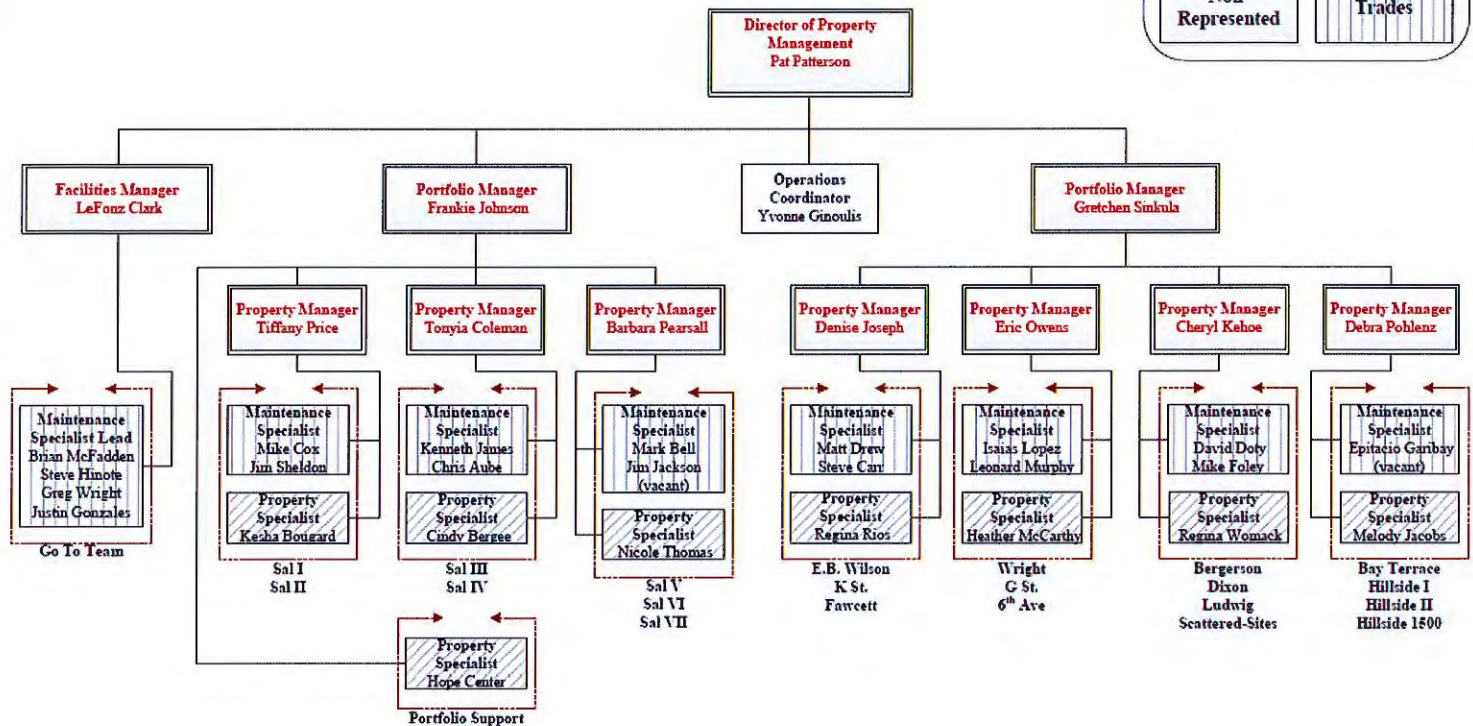 Represented
Trades
Director of Property
Management
Pat Patterson
Facilities Manager
LeFonz Clark
Portfolio Manager
Frankie Johnson
Operations
Coordinator
Yvonne Ginoulis
Portfolio Manager
Gretchen Sinkula
Property Manager
Tiffany Price
Property Manager
Tonyia Coleman
Property Manager
Barbara Pearsall
Property Manager
Denise Joseph
Property Manager
Eric Owens
Property Manager
Cheryl Kehoe
Property Manager
Debra Pohlenz
Maintenance
Specialist Lead
Brian McFadden
Steve Hinote
Greg Wright
Justin Gonzales
Go To Team
Maintenance
Specialist
Mike Cox
Jim Sheldon
Property
Specialist
Kesha Bougard
Sal I
Sal II
Maintenance
Specialist
Kenneth James
Chris Aube
Property
Specialist
Cindy Bergee
Sal III
Sal IV
Maintenance
Specialist
Mark Bell
Jim Jackson
(vacant)
Property
Specialist
Nicole Thomas
Sal V
Sal VI
Sal VII
Maintenance
Specialist
Matt Drew
Steve Carr
Property
Specialist
Regina Rios
E.B. Wilson
K St.
Fawcett
Maintenance
Specialist
Isaias Lopez
Leonard Murphy
Property
Specialist
Heather McCarthy
Wright
G St.
6th Ave
Maintenance
Specialist
David Doty
Mike Foley
Property
Specialist
Regina Womack
Bergerson
Dixon
Ludwig
Scattered-Sites
Maintenance
Specialist
Epitacio Garibay
(vacant)
Property
Specialist
Melody Jacobs
Bay Terrace
Hillside I
Hillside II
Hillside 1500
Property
Specialist
Hope Center
Portfolio Support